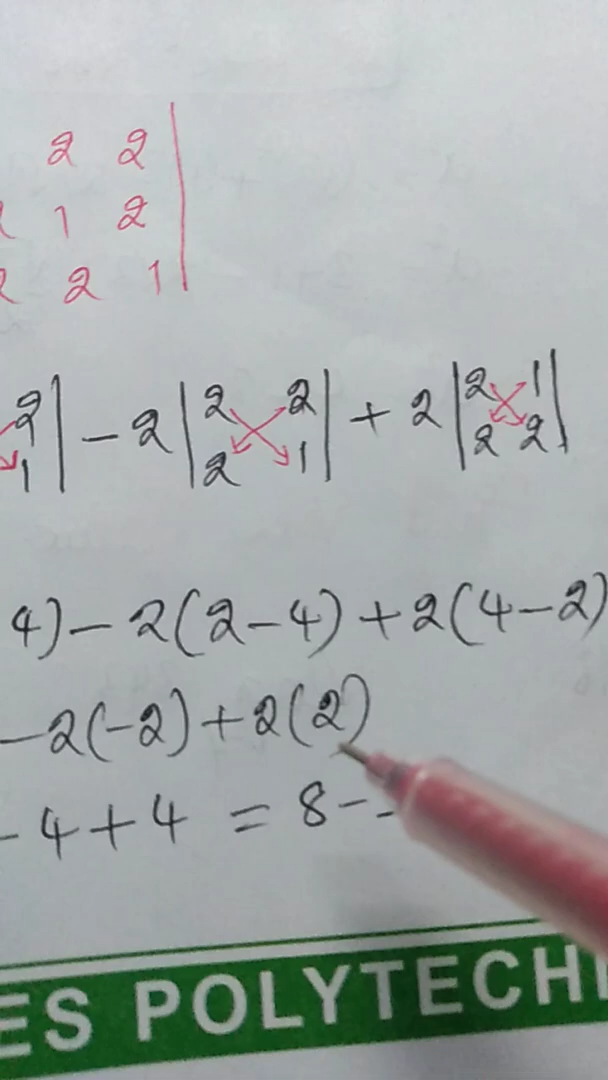 2 2
1 2
2 1
2 | - 2 | 2 2 | + 2 | 2 1 |
1 | | 2 1 | | 2 2 |
4) - 2(2 - 4) + 2(4 - 2)
- 2(-2) + 2(2)
4 + 4 = 8 -
ES POLYTECH